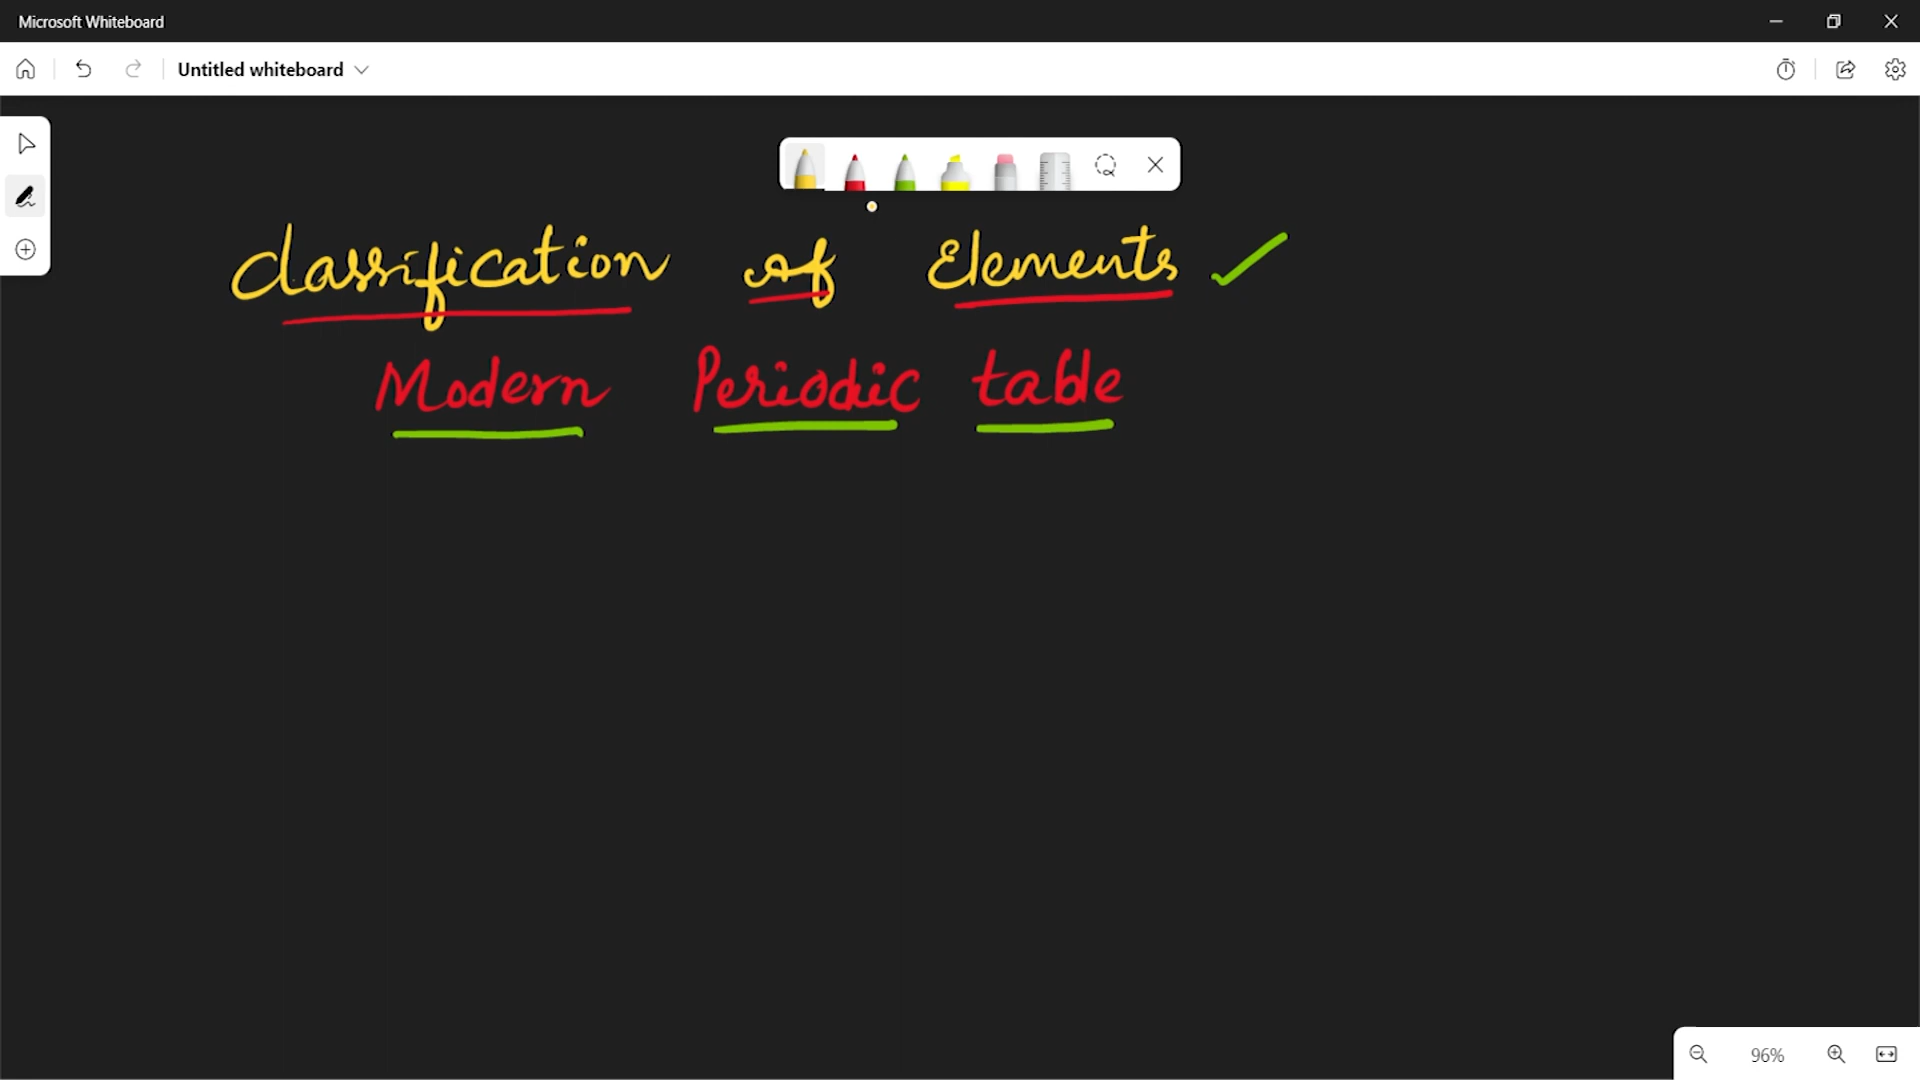 Microsoft Whiteboard
Untitled whiteboard
Classification of Elements
Modern Periodic table
96%